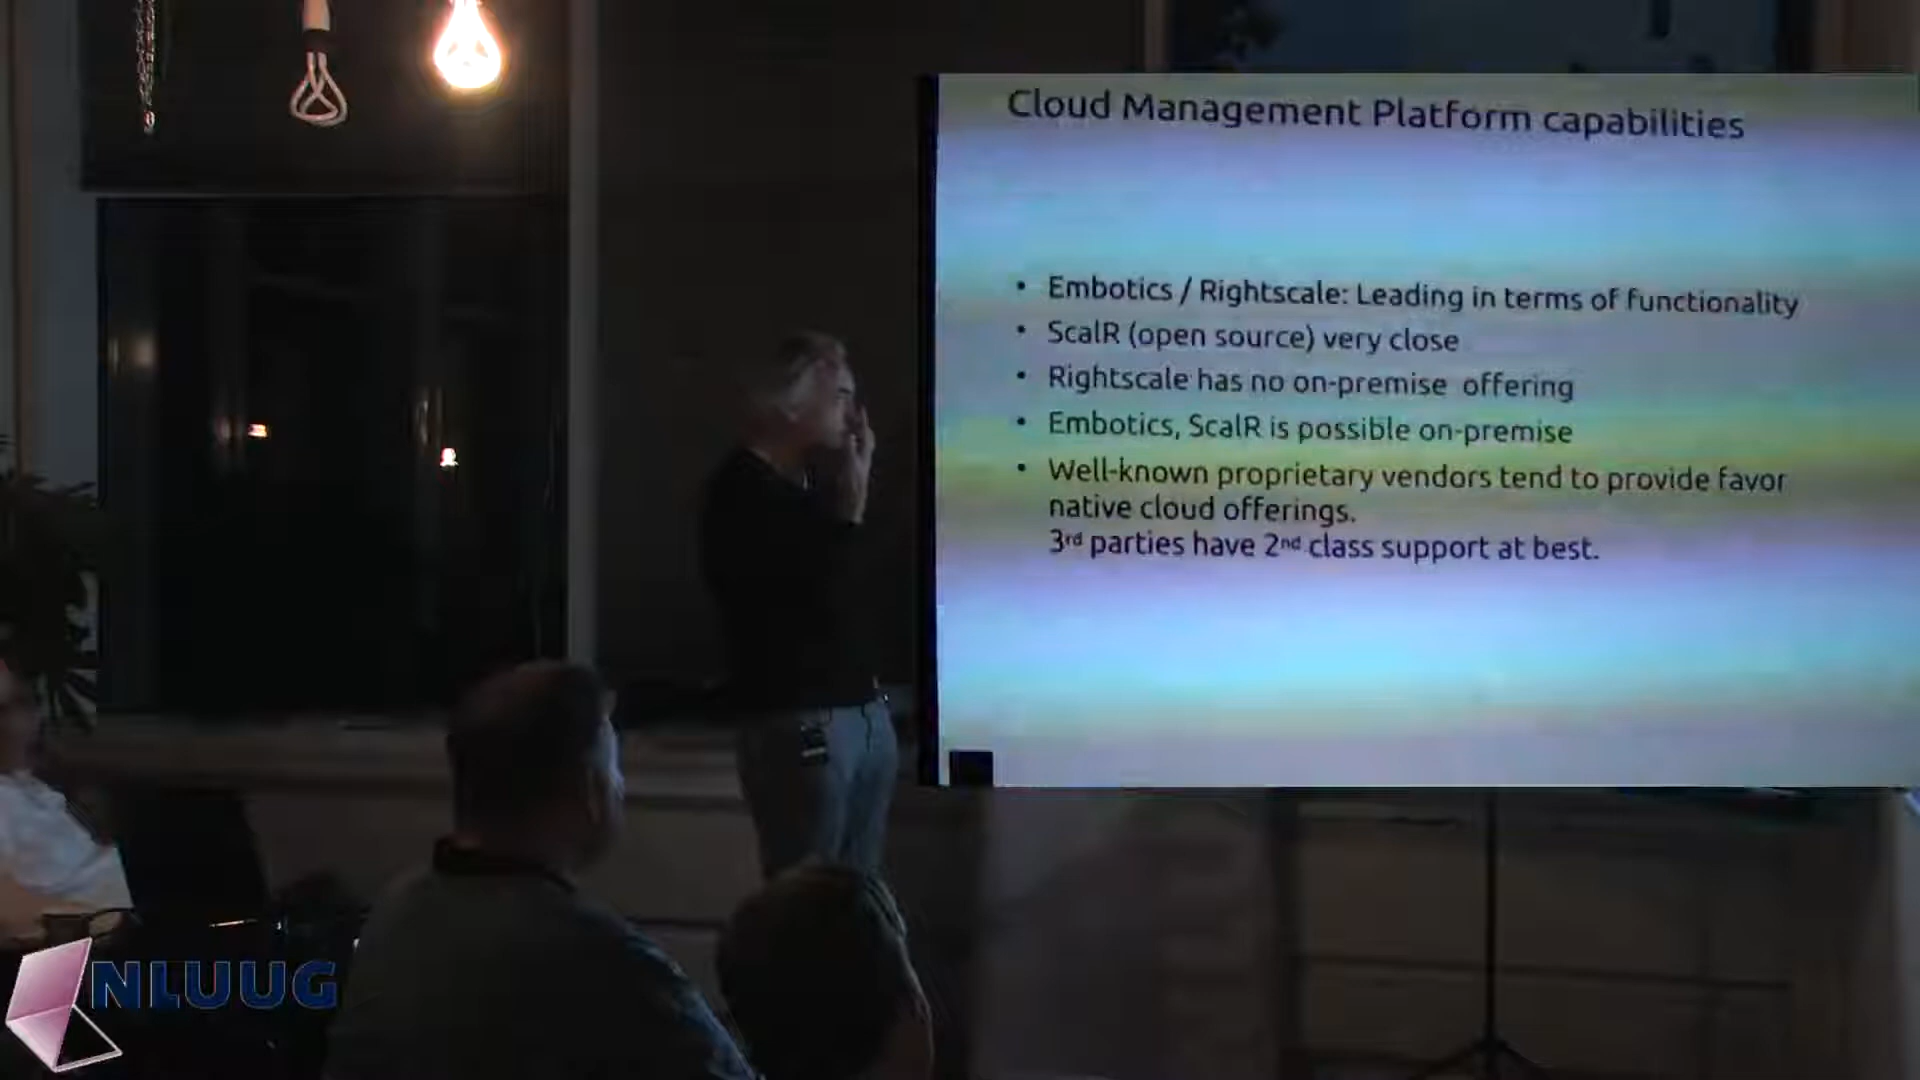 Cloud Management Platform capabilities
• Embotics / Rightscale: Leading in terms of functionality
• ScalR (open source) very close
• Rightscale has no on-premise offering
• Embotics, ScalR is possible on-premise
• Well-known proprietary vendors tend to provide favor
native cloud offerings.
3rd parties have 2nd class support at best.
NLUUG